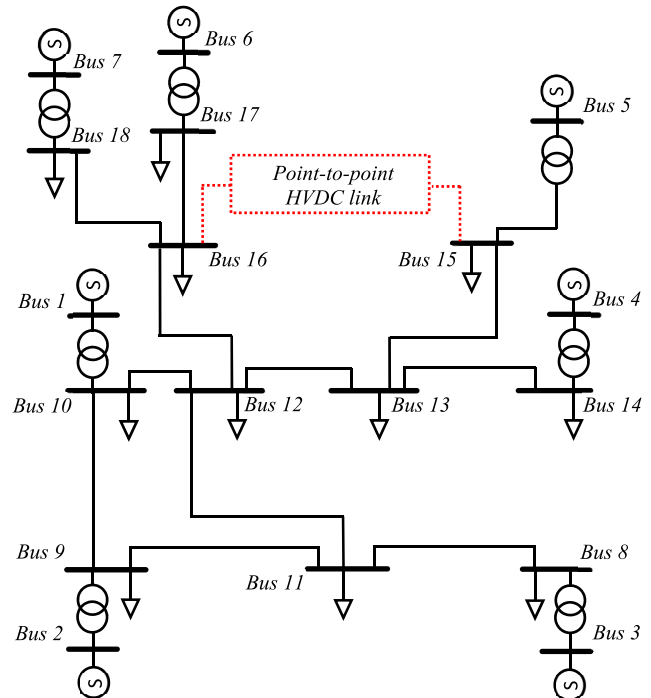 Bus 6
Bus 7
Bus 5
Bus 17
Bus 18
Point-to-point
HVDC link
Bus 16
Bus 15
Bus 1
Bus 4
Bus 10
Bus 12
Bus 13
Bus 14
Bus 9
Bus 8
Bus 11
Bus 2
Bus 3